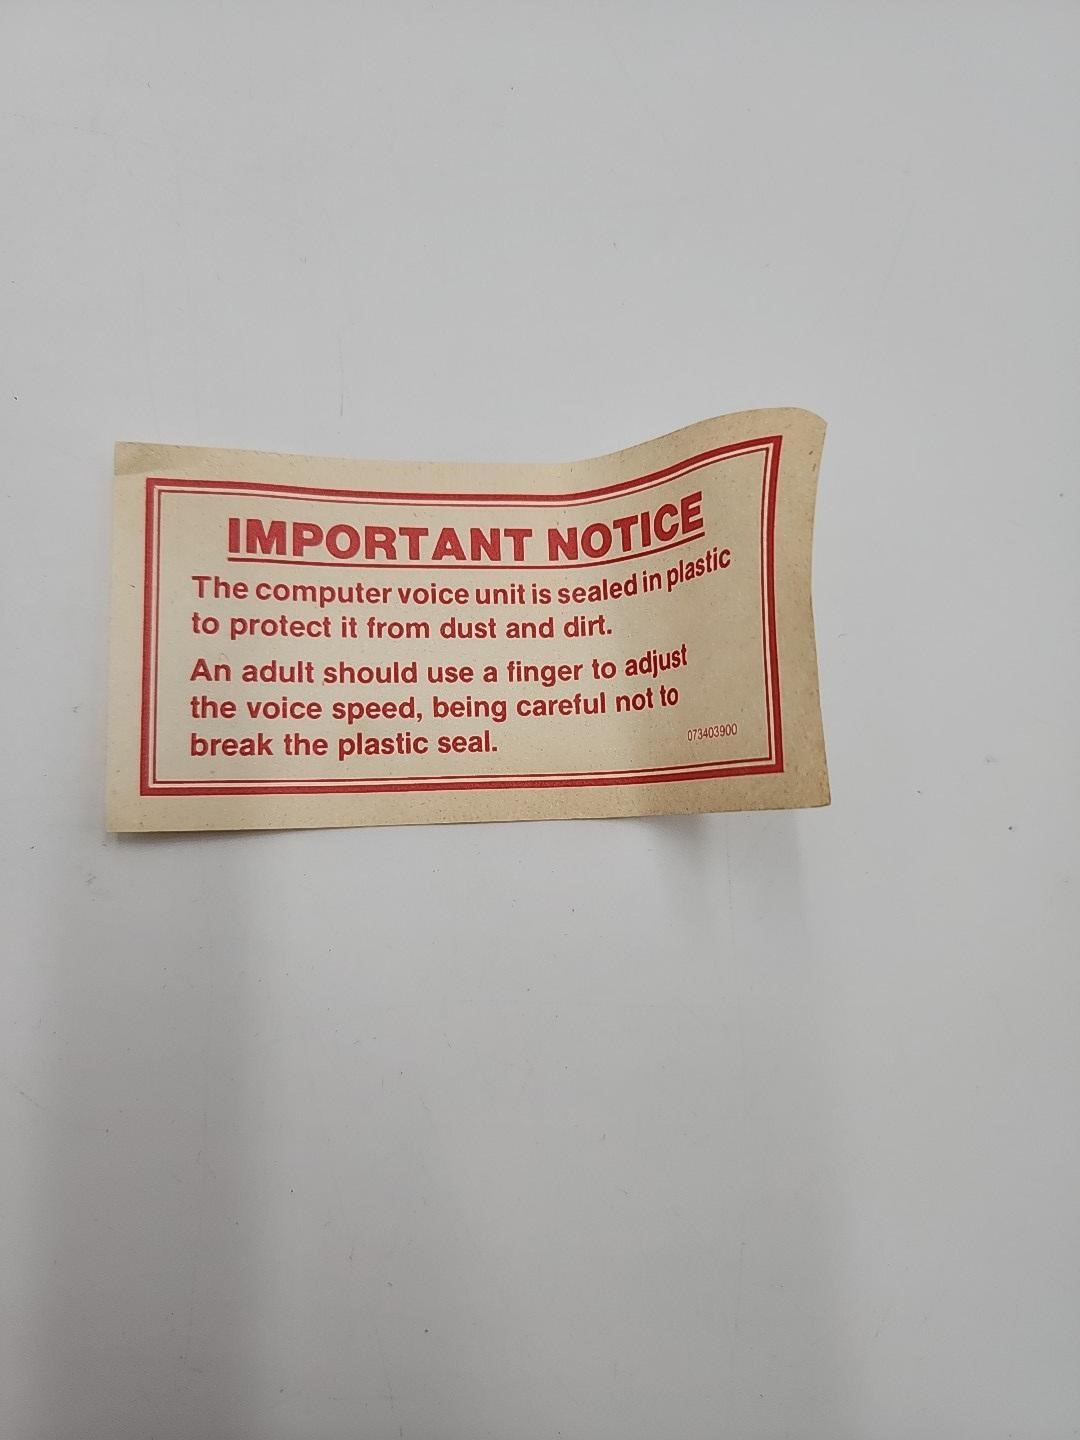 IMPORTANT NOTICE
The computer voice unit is sealed in plastic
to protect it from dust and dirt.
An adult should use a finger to adjust
the voice speed, being careful not to
break the plastic seal.
073403900